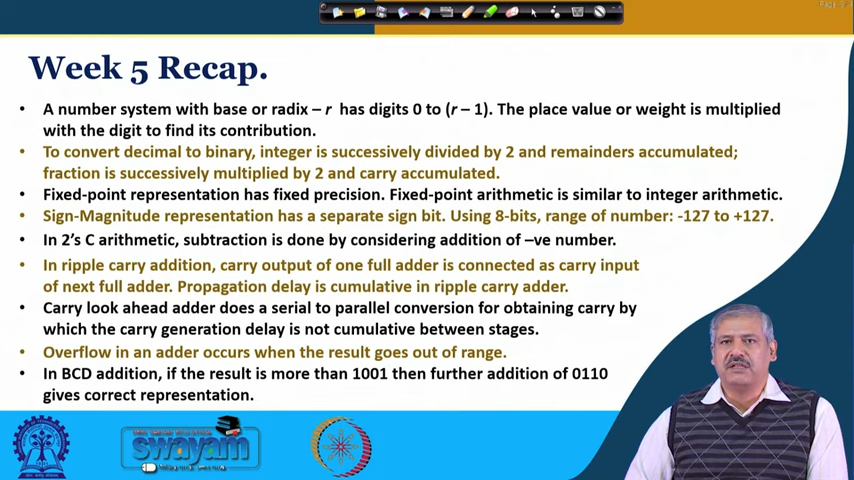 Week 5 Recap.
• A number system with base or radix – r has digits 0 to (r – 1). The place value or weight is multiplied
with the digit to find its contribution.
• To convert decimal to binary, integer is successively divided by 2 and remainders accumulated;
fraction is successively multiplied by 2 and carry accumulated.
• Fixed-point representation has fixed precision. Fixed-point arithmetic is similar to integer arithmetic.
• Sign-Magnitude representation has a separate sign bit. Using 8-bits, range of number: -127 to +127.
• In 2’s C arithmetic, subtraction is done by considering addition of –ve number.
• In ripple carry addition, carry output of one full adder is connected as carry input
of next full adder. Propagation delay is cumulative in ripple carry adder.
• Carry look ahead adder does a serial to parallel conversion for obtaining carry by
which the carry generation delay is not cumulative between stages.
• Overflow in an adder occurs when the result goes out of range.
• In BCD addition, if the result is more than 1001 then further addition of 0110
gives correct representation.
swayam